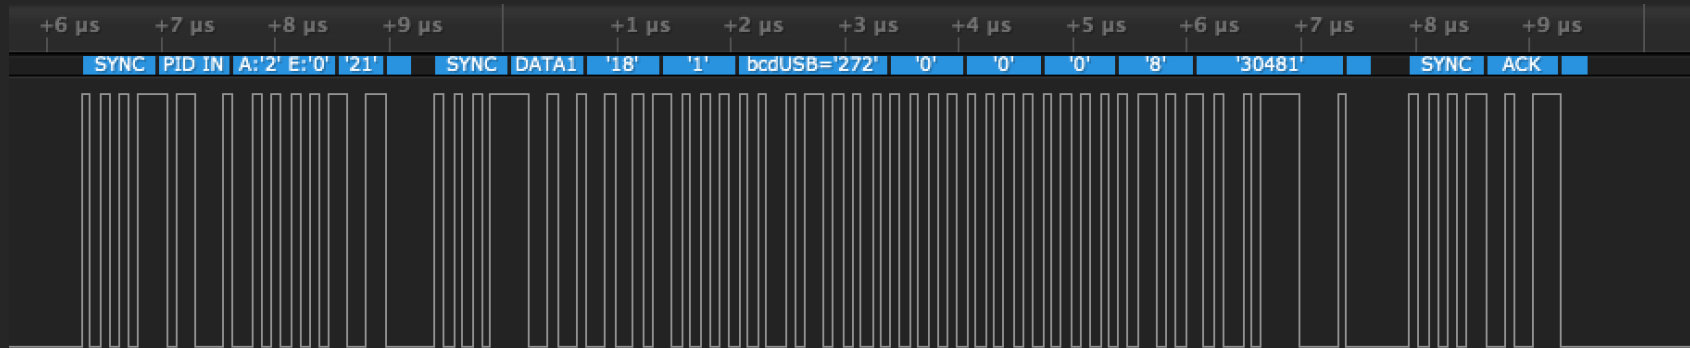 +6 µs +7 µs +8 µs +9 µs +1 µs +2 µs +3 µs +4 µs +5 µs +6 µs +7 µs +8 µs +9 µs
SYNC PID IN A:'2' E:'0' '21' SYNC DATA1 '18' '1' bcdUSB='272' '0' '0' '0' '8' '30481' SYNC ACK